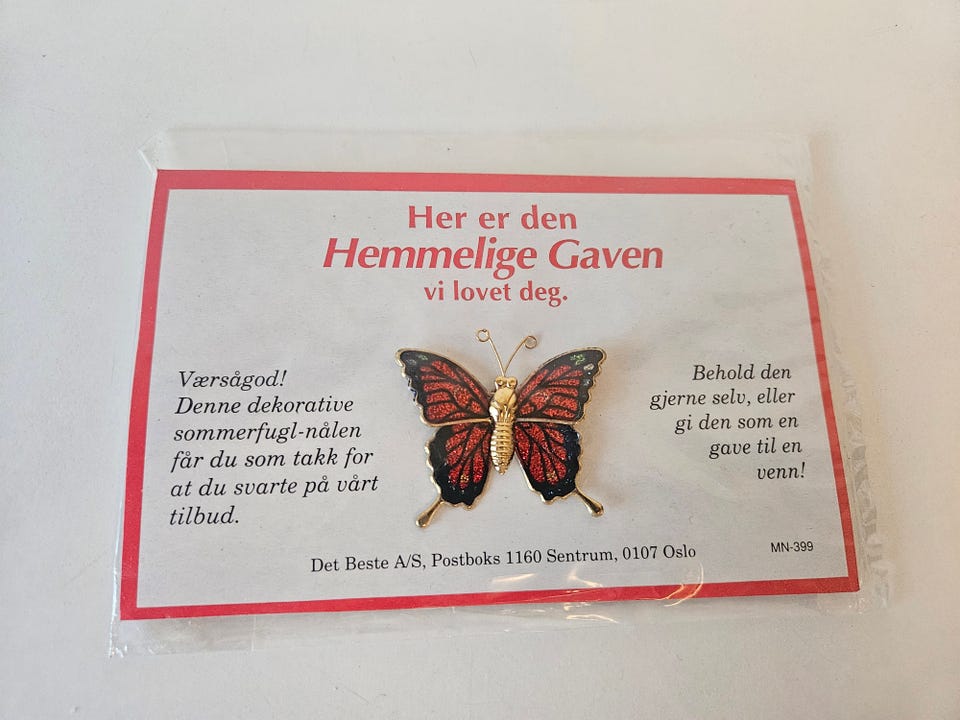 Her er den
Hemmelige Gaven
vi lovet deg.
Værsågod!
Denne dekorative
sommerfugl-nålen
får du som takk for
at du svarte på vårt
tilbud.
Behold den
gjerne selv, eller
gi den som en
gave til en
venn!
Det Beste A/S, Postboks 1160 Sentrum, 0107 Oslo
MN-399